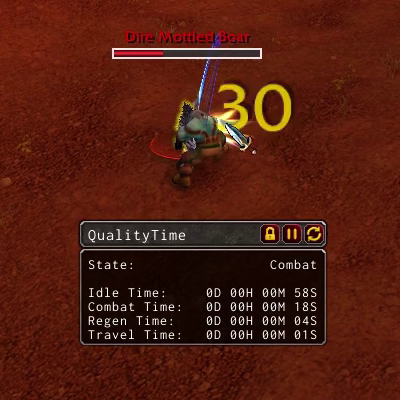 Dire Mottled Boar
30
QualityTime
State: Combat
Idle Time: 0D 00H 00M 58S
Combat Time: 0D 00H 00M 18S
Regen Time: 0D 00H 00M 04S
Travel Time: 0D 00H 00M 01S